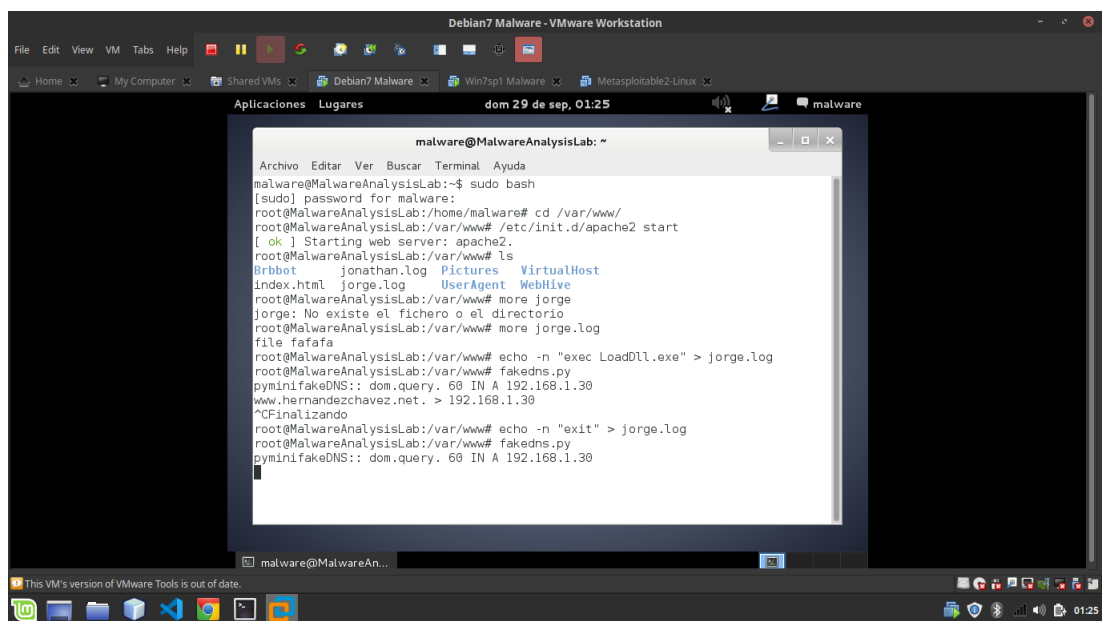 Debian7 Malware - VMware Workstation
File Edit View VM Tabs Help
Home My Computer Shared VMs Debian7 Malware Win7sp1 Malware Metasploitable2-Linux
Aplicaciones Lugares dom 29 de sep, 01:25 malware
malware@MalwareAnalysisLab: ~
Archivo Editar Ver Buscar Terminal Ayuda
malware@MalwareAnalysisLab:~$ sudo bash
[sudo] password for malware:
root@MalwareAnalysisLab:/home/malware# cd /var/www/
root@MalwareAnalysisLab:/var/www# /etc/init.d/apache2 start
[ ok ] Starting web server: apache2.
root@MalwareAnalysisLab:/var/www# ls
Brbbot jonathan.log Pictures VirtualHost
index.html jorge.log UserAgent WebHive
root@MalwareAnalysisLab:/var/www# more jorge
jorge: No existe el fichero o el directorio
root@MalwareAnalysisLab:/var/www# more jorge.log
file fafafa
root@MalwareAnalysisLab:/var/www# echo -n "exec LoadDll.exe" > jorge.log
root@MalwareAnalysisLab:/var/www# fakedns.py
pyminifakeDNS:: dom.query. 60 IN A 192.168.1.30
www.hernandezchavez.net. > 192.168.1.30
^CFinalizando
root@MalwareAnalysisLab:/var/www# echo -n "exit" > jorge.log
root@MalwareAnalysisLab:/var/www# fakedns.py
pyminifakeDNS:: dom.query. 60 IN A 192.168.1.30
malware@MalwareAn...
This VM's version of VMware Tools is out of date.
01:25